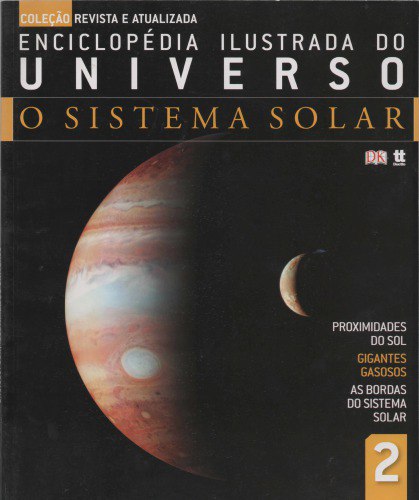 COLEÇÃO REVISTA E ATUALIZADA
ENCICLOPÉDIA ILUSTRADA DO
UNIVERSO
O SISTEMA SOLAR
DK tt
Duetto
PROXIMIDADES
DO SOL
GIGANTES
GASOSOS
AS BORDAS
DO SISTEMA
SOLAR
2